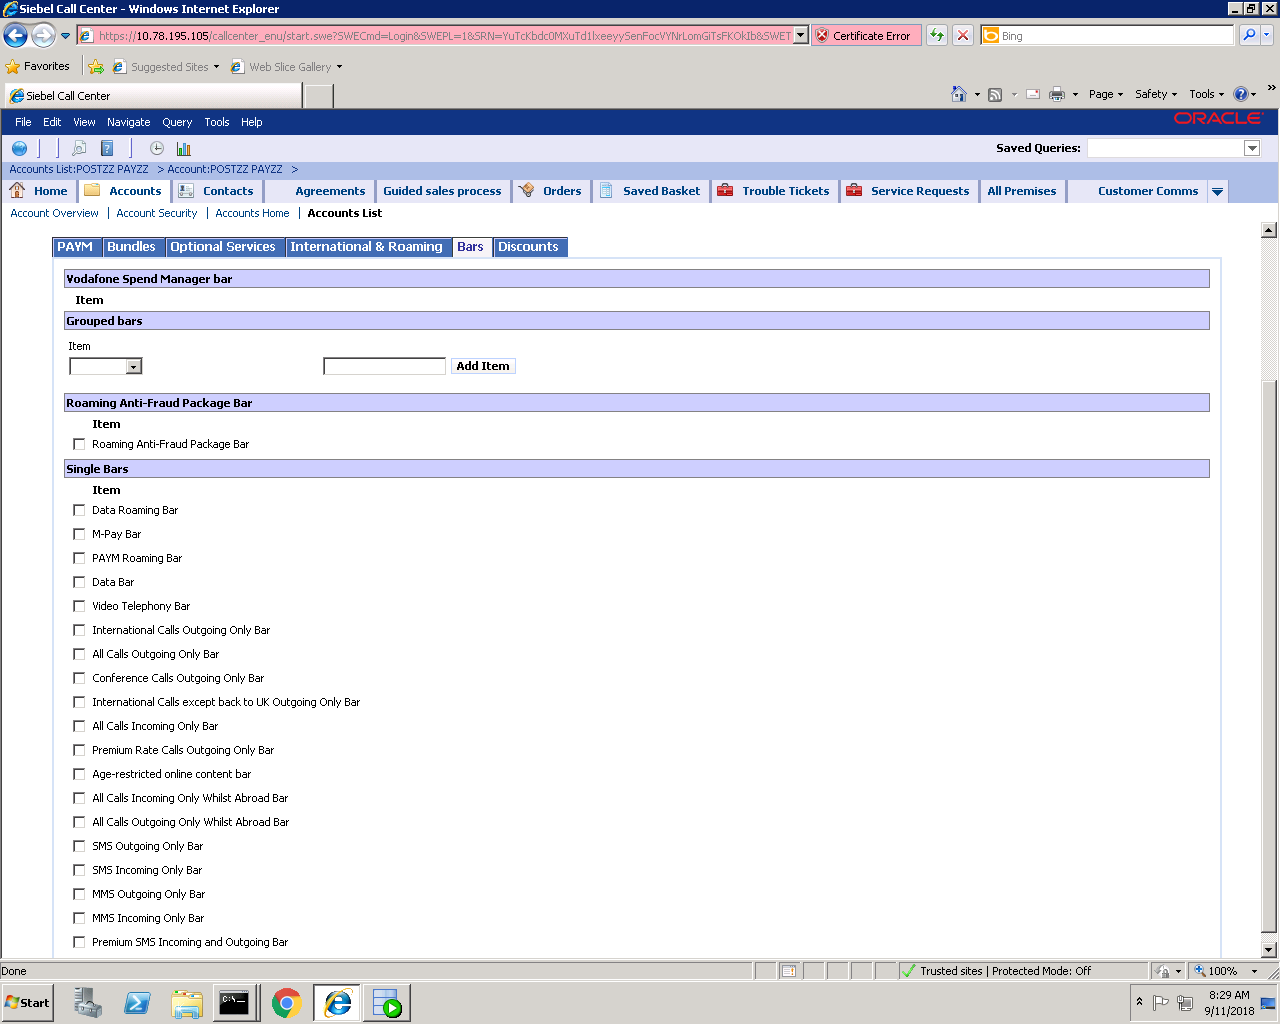 Siebel Call Center - Windows Internet Explorer
https://10.78.195.105/callcenter_enu/start.swe?SWECmd=Login&SWEPL=1&SRN=YuTcKbdc0MXuTd1lxeeyySenFocVYNrLomGiTsFKOkIb&SWET
Certificate Error
Bing
Favorites
Suggested Sites
Web Slice Gallery
Siebel Call Center
Page
Safety
Tools
File Edit View Navigate Query Tools Help
ORACLE
Saved Queries:
Accounts List:POSTZZ PAYZZ > Account:POSTZZ PAYZZ >
Home Accounts Contacts Agreements Guided sales process Orders Saved Basket Trouble Tickets Service Requests All Premises Customer Comms
Account Overview | Account Security | Accounts Home | Accounts List
PAYM Bundles Optional Services International & Roaming Bars Discounts
Vodafone Spend Manager bar
Item
Grouped bars
Item
Add Item
Roaming Anti-Fraud Package Bar
Item
Roaming Anti-Fraud Package Bar
Single Bars
Item
Data Roaming Bar
M-Pay Bar
PAYM Roaming Bar
Data Bar
Video Telephony Bar
International Calls Outgoing Only Bar
All Calls Outgoing Only Bar
Conference Calls Outgoing Only Bar
International Calls except back to UK Outgoing Only Bar
All Calls Incoming Only Bar
Premium Rate Calls Outgoing Only Bar
Age-restricted online content bar
All Calls Incoming Only Whilst Abroad Bar
All Calls Outgoing Only Whilst Abroad Bar
SMS Outgoing Only Bar
SMS Incoming Only Bar
MMS Outgoing Only Bar
MMS Incoming Only Bar
Premium SMS Incoming and Outgoing Bar
Done
Trusted sites | Protected Mode: Off
100%
Start
8:29 AM
9/11/2018